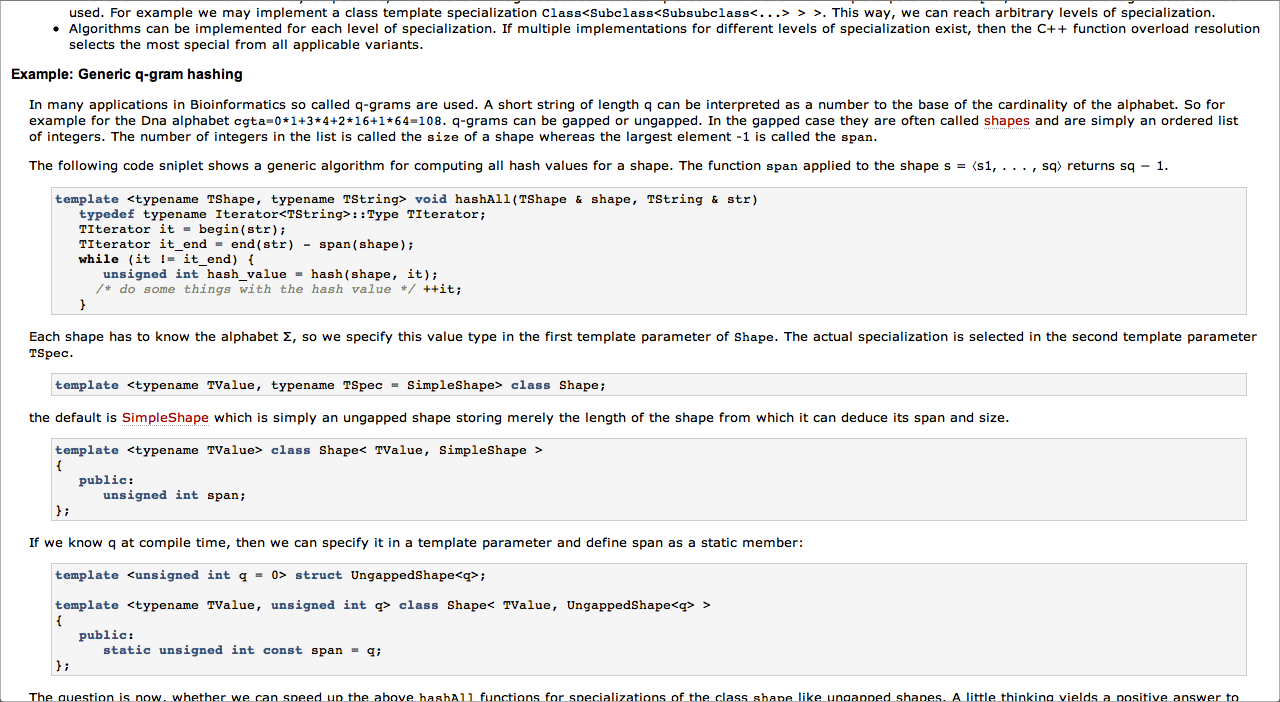 used. For example we may implement a class template specialization Class<Subclass<Subsubclass<...> > >. This way, we can reach arbitrary levels of specialization.
• Algorithms can be implemented for each level of specialization. If multiple implementations for different levels of specialization exist, then the C++ function overload resolution
selects the most special from all applicable variants.
Example: Generic q-gram hashing
In many applications in Bioinformatics so called q-grams are used. A short string of length q can be interpreted as a number to the base of the cardinality of the alphabet. So for
example for the Dna alphabet cgta=0*1+3*4+2*16+1*64=108. q-grams can be gapped or ungapped. In the gapped case they are often called shapes and are simply an ordered list
of integers. The number of integers in the list is called the size of a shape whereas the largest element -1 is called the span.
The following code sniplet shows a generic algorithm for computing all hash values for a shape. The function span applied to the shape s = ⟨s1, . . . , sq⟩ returns sq − 1.
template <typename TShape, typename TString> void hashAll(TShape & shape, TString & str)
   typedef typename Iterator<TString>::Type TIterator;
   TIterator it = begin(str);
   TIterator it_end = end(str) - span(shape);
   while (it != it_end) {
      unsigned int hash_value = hash(shape, it);
     /* do some things with the hash value */ ++it;
   }
Each shape has to know the alphabet Σ, so we specify this value type in the first template parameter of Shape. The actual specialization is selected in the second template parameter
TSpec.
template <typename TValue, typename TSpec = SimpleShape> class Shape;
the default is SimpleShape which is simply an ungapped shape storing merely the length of the shape from which it can deduce its span and size.
template <typename TValue> class Shape< TValue, SimpleShape >
{
   public:
      unsigned int span;
};
If we know q at compile time, then we can specify it in a template parameter and define span as a static member:
template <unsigned int q = 0> struct UngappedShape<q>;
template <typename TValue, unsigned int q> class Shape< TValue, UngappedShape<q> >
{
   public:
      static unsigned int const span = q;
};
The question is now, whether we can speed up the above hashAll functions for specializations of the class shape like ungapped shapes. A little thinking yields a positive answer to